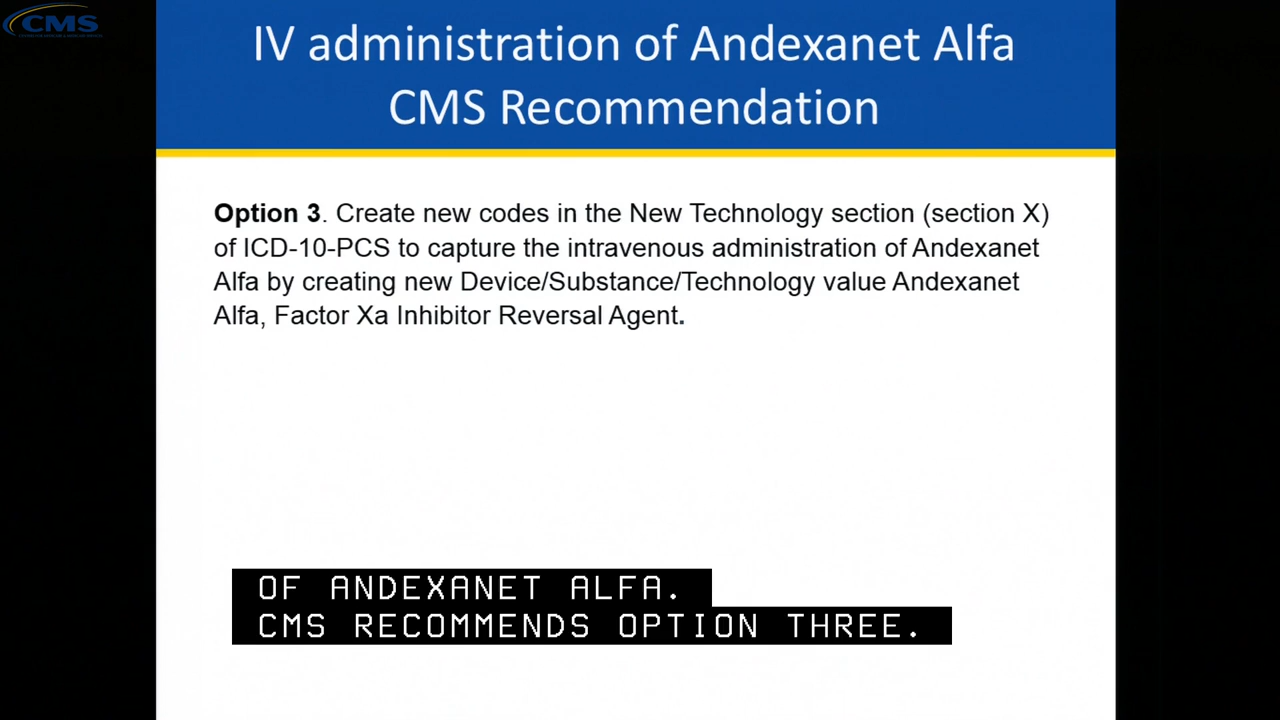 CMS
IV administration of Andexanet Alfa
CMS Recommendation
Option 3. Create new codes in the New Technology section (section X)
of ICD-10-PCS to capture the intravenous administration of Andexanet
Alfa by creating new Device/Substance/Technology value Andexanet
Alfa, Factor Xa Inhibitor Reversal Agent.
OF ANDEXANET ALFA.
CMS RECOMMENDS OPTION THREE.